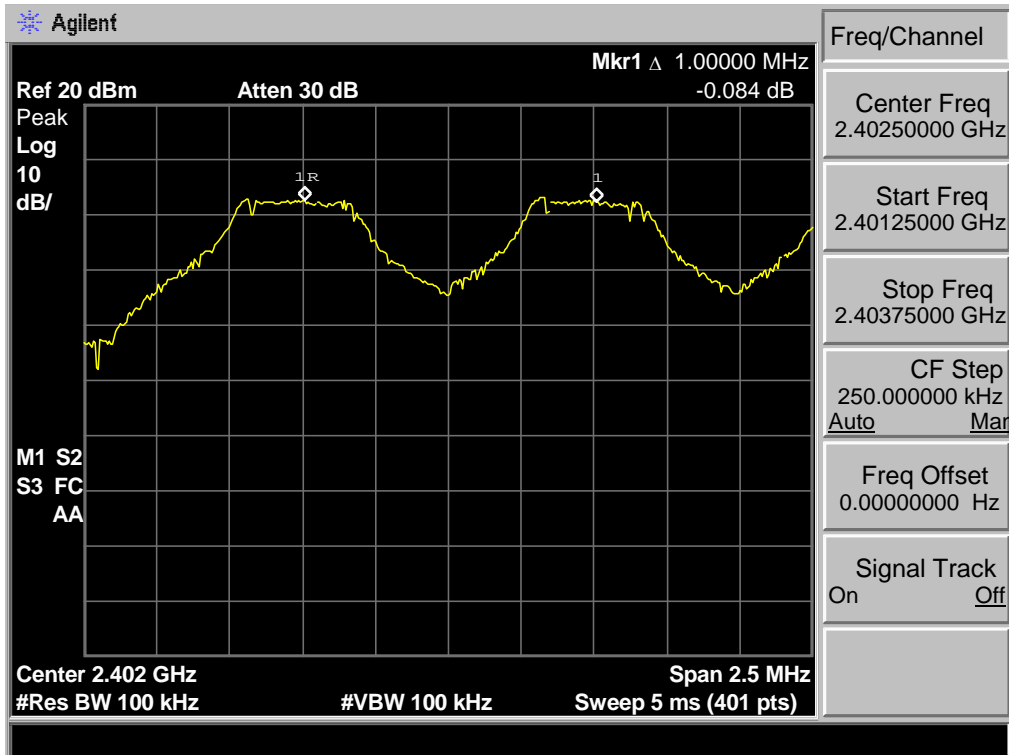 Agilent
Freq/Channel
Mkr1 Δ 1.00000 MHz
Ref 20 dBm Atten 30 dB -0.084 dB
Peak
Log
10
dB/
1R
1
M1 S2
S3 FC
AA
Center 2.402 GHz Span 2.5 MHz
#Res BW 100 kHz #VBW 100 kHz Sweep 5 ms (401 pts)
Center Freq
2.40250000 GHz
Start Freq
2.40125000 GHz
Stop Freq
2.40375000 GHz
CF Step
250.000000 kHz
Auto Mar
Freq Offset
0.00000000 Hz
Signal Track
On Off